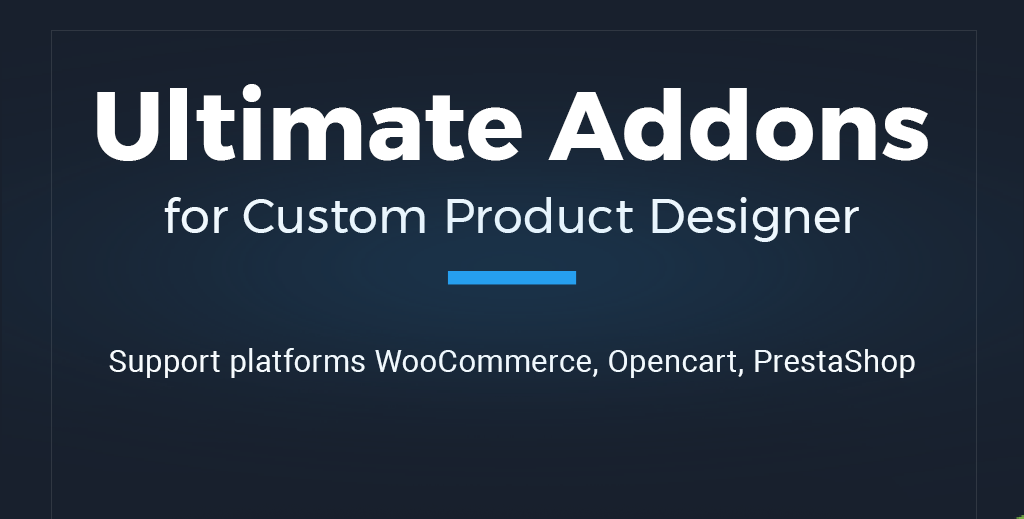 Ultimate Addons
for Custom Product Designer
Support platforms WooCommerce, Opencart, PrestaShop